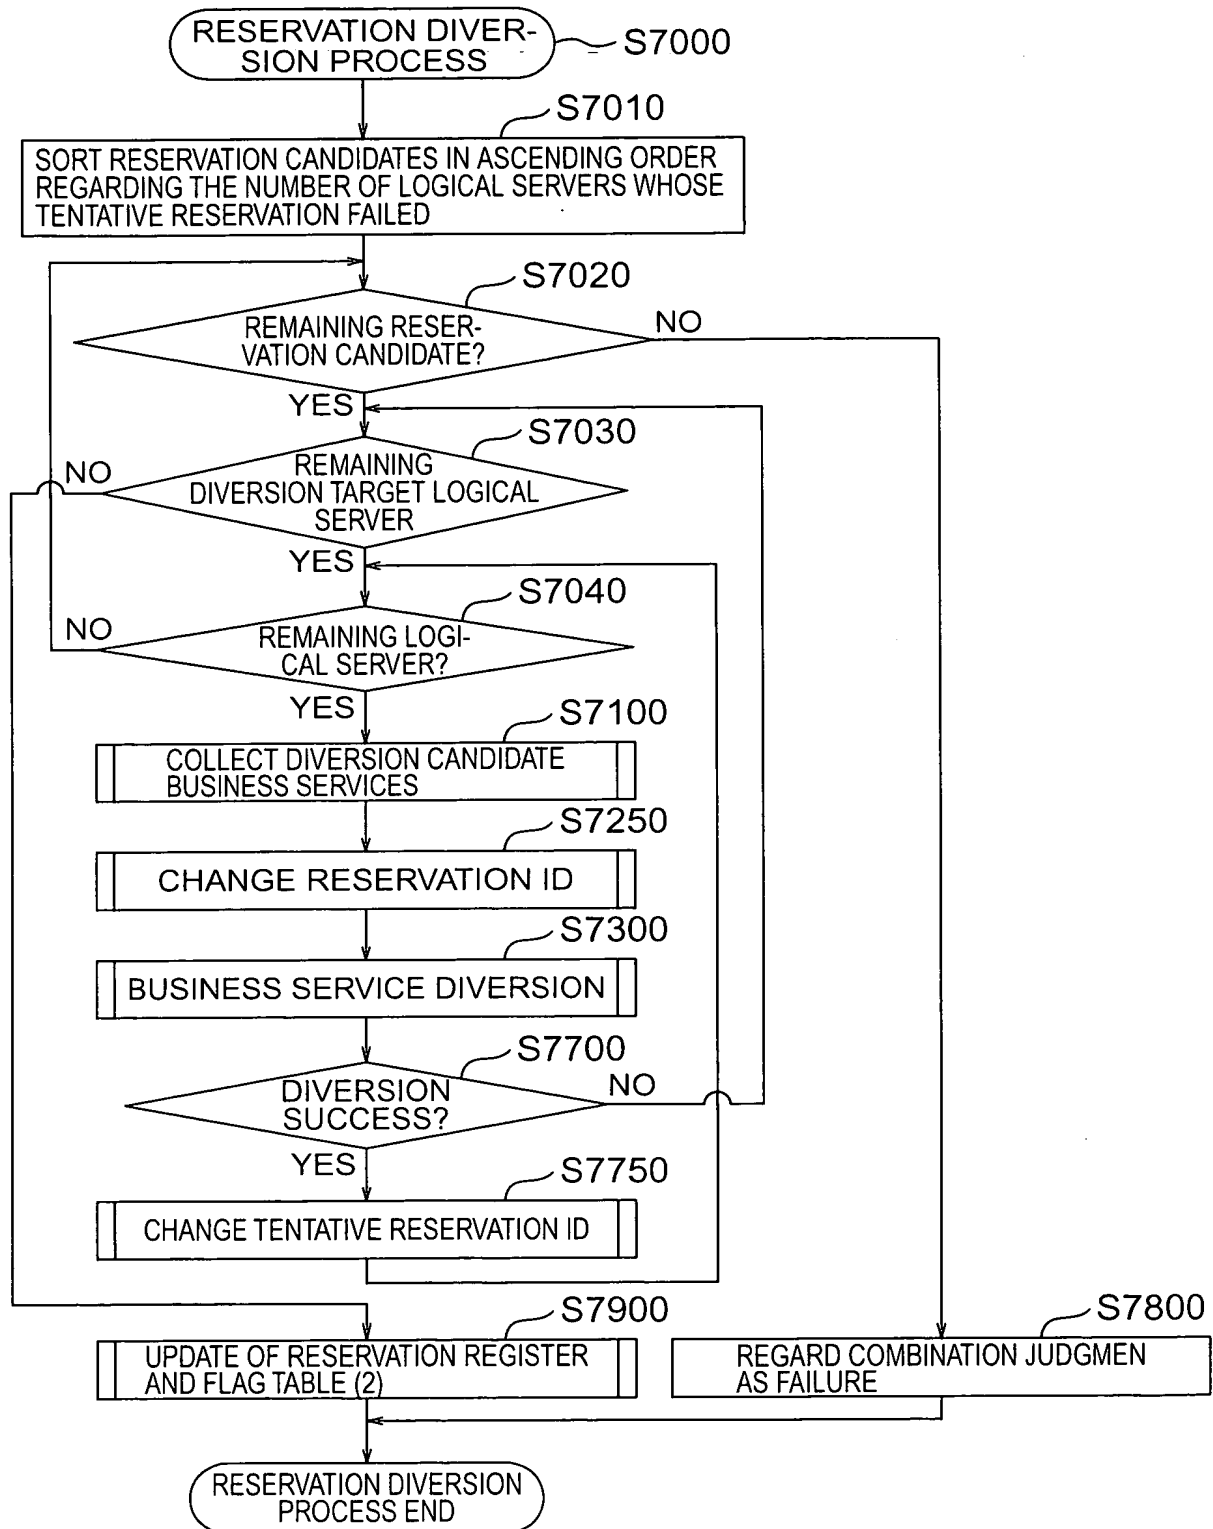 RESERVATION DIVER-
SION PROCESS
S7000
S7010
SORT RESERVATION CANDIDATES IN ASCENDING ORDER
REGARDING THE NUMBER OF LOGICAL SERVERS WHOSE
TENTATIVE RESERVATION FAILED
S7020
REMAINING RESER-
VATION CANDIDATE?
NO
YES
S7030
NO
REMAINING
DIVERSION TARGET LOGICAL
SERVER
YES
S7040
NO
REMAINING LOGI-
CAL SERVER?
YES
S7100
COLLECT DIVERSION CANDIDATE
BUSINESS SERVICES
S7250
CHANGE RESERVATION ID
S7300
BUSINESS SERVICE DIVERSION
S7700
DIVERSION
SUCCESS?
NO
YES
S7750
CHANGE TENTATIVE RESERVATION ID
S7900
UPDATE OF RESERVATION REGISTER
AND FLAG TABLE (2)
S7800
REGARD COMBINATION JUDGMEN
AS FAILURE
RESERVATION DIVERSION
PROCESS END